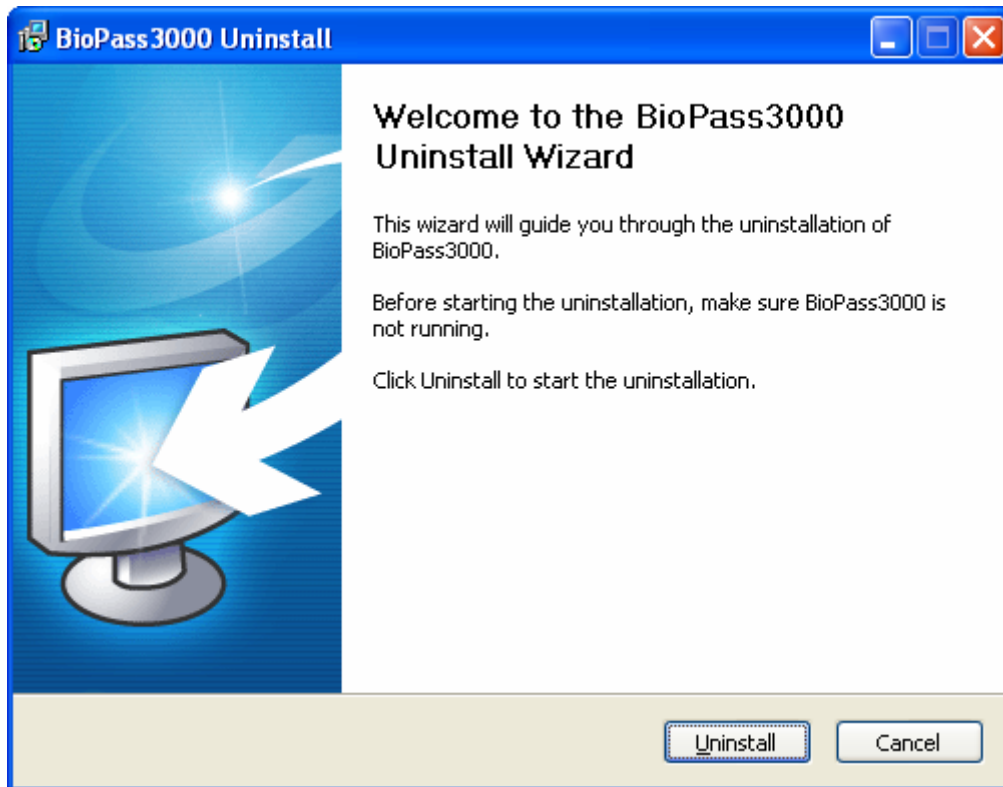 BioPass3000 Uninstall
Welcome to the BioPass3000
Uninstall Wizard
This wizard will guide you through the uninstallation of
BioPass3000.
Before starting the uninstallation, make sure BioPass3000 is
not running.
Click Uninstall to start the uninstallation.
Uninstall
Cancel